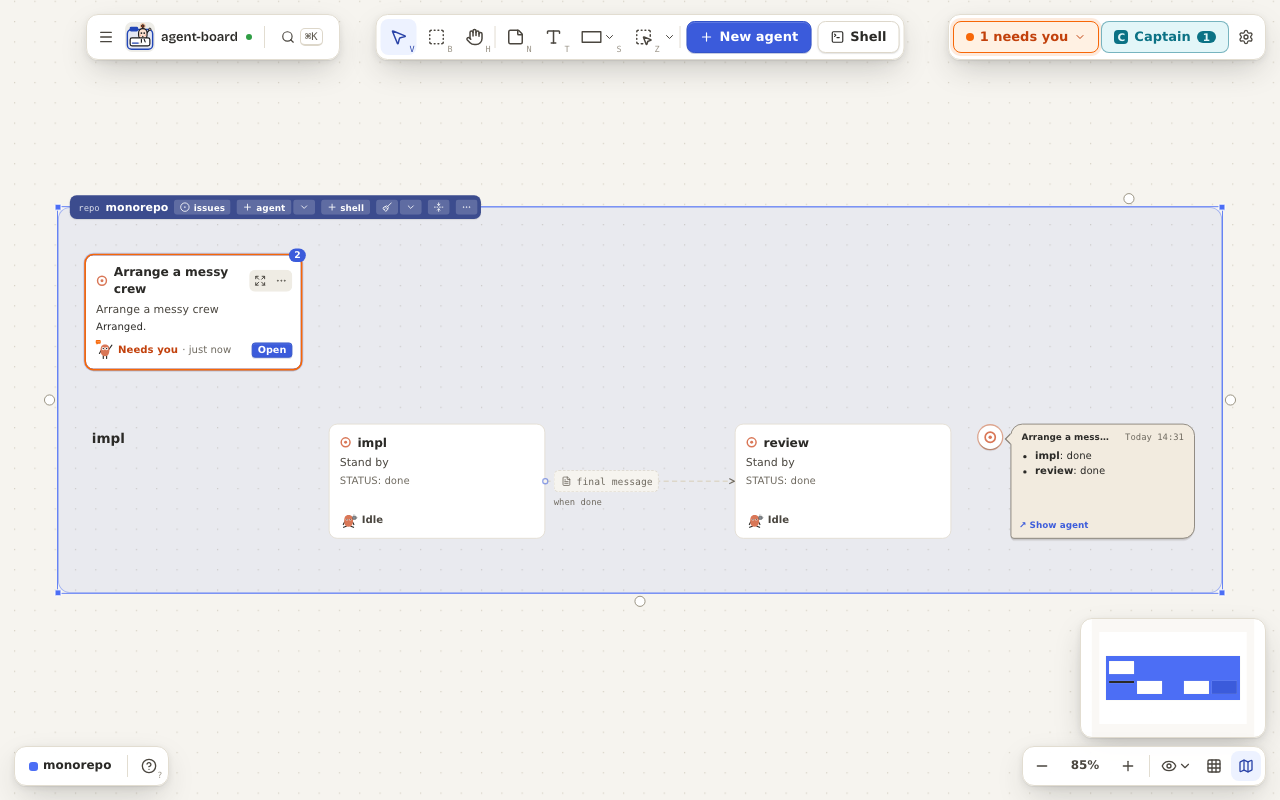 agent-board
⌘K
V
B
H
N
T
S
Z
+ New agent
Shell
1 needs you
C Captain 1
repo monorepo issues + agent + shell
2
Arrange a messy
crew
Arrange a messy crew
Arranged.
Needs you · just now
Open
impl
impl
Stand by
STATUS: done
Idle
final message
when done
review
Stand by
STATUS: done
Idle
Arrange a mess… Today 14:31
• impl: done
• review: done
↗ Show agent
monorepo
?
85%